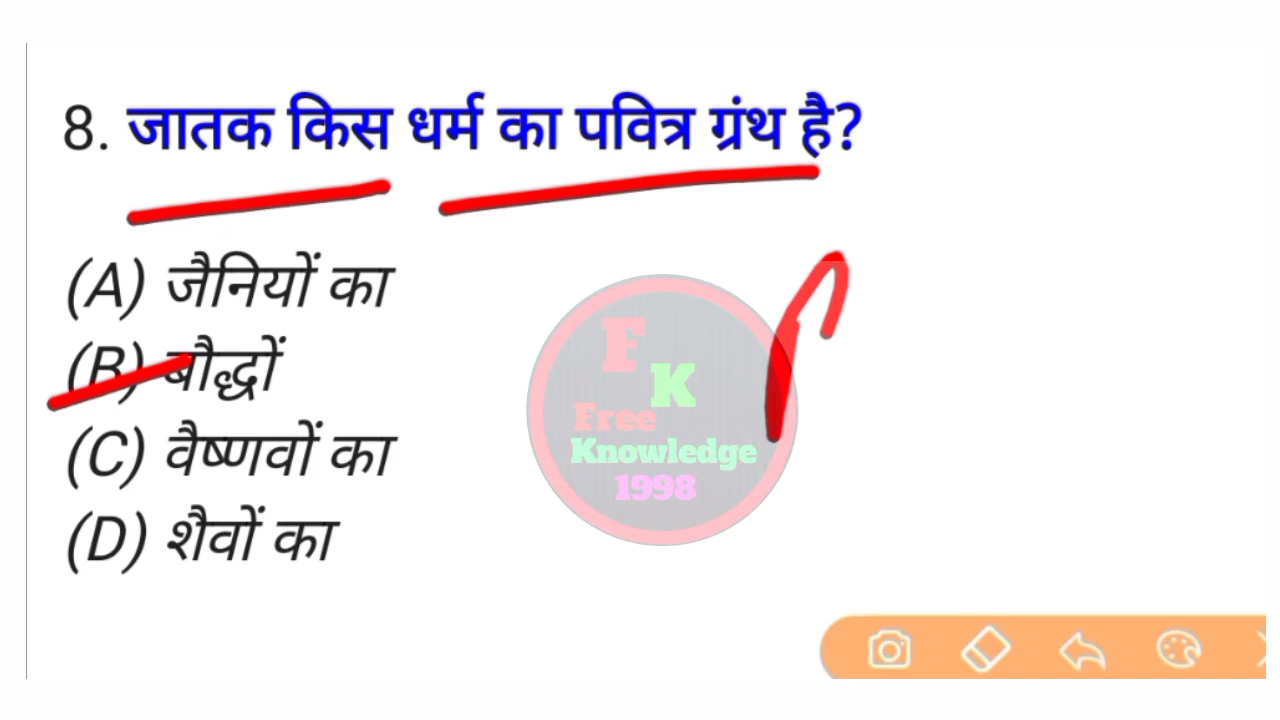 8. जातक किस धर्म का पवित्र ग्रंथ है?
(A) जैनियों का
(B) बौद्धों
(C) वैष्णवों का
(D) शैवों का
F
K
Free
Knowledge
1998